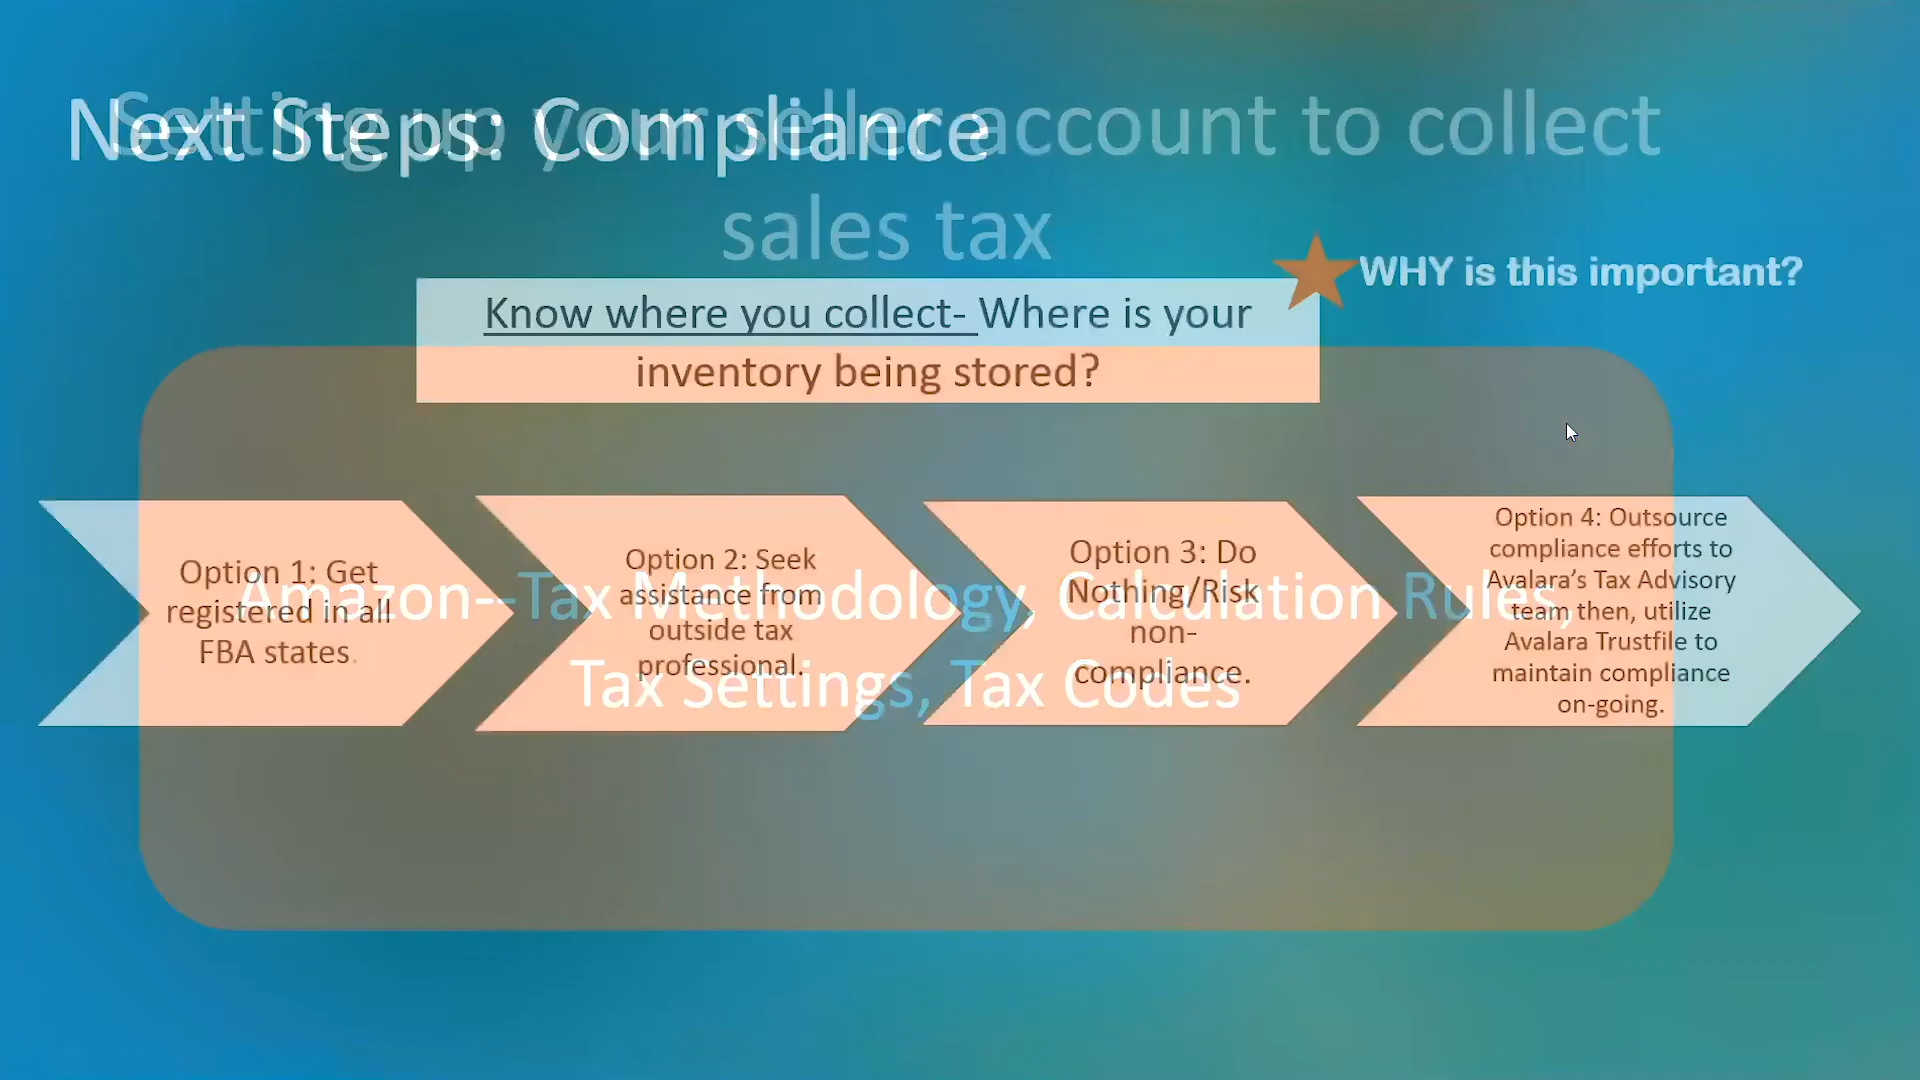 Next Steps: Compliance
Setting up your seller account to collect
sales tax
WHY is this important?
Know where you collect- Where is your
inventory being stored?
Option 1: Get
registered in all
FBA states.
Option 2: Seek
assistance from
outside tax
professional.
Option 3: Do
Nothing/Risk
non-
compliance.
Option 4: Outsource
compliance efforts to
Avalara's Tax Advisory
team then, utilize
Avalara Trustfile to
maintain compliance
on-going.
Amazon--Tax Methodology, Calculation Rules,
Tax Settings, Tax Codes